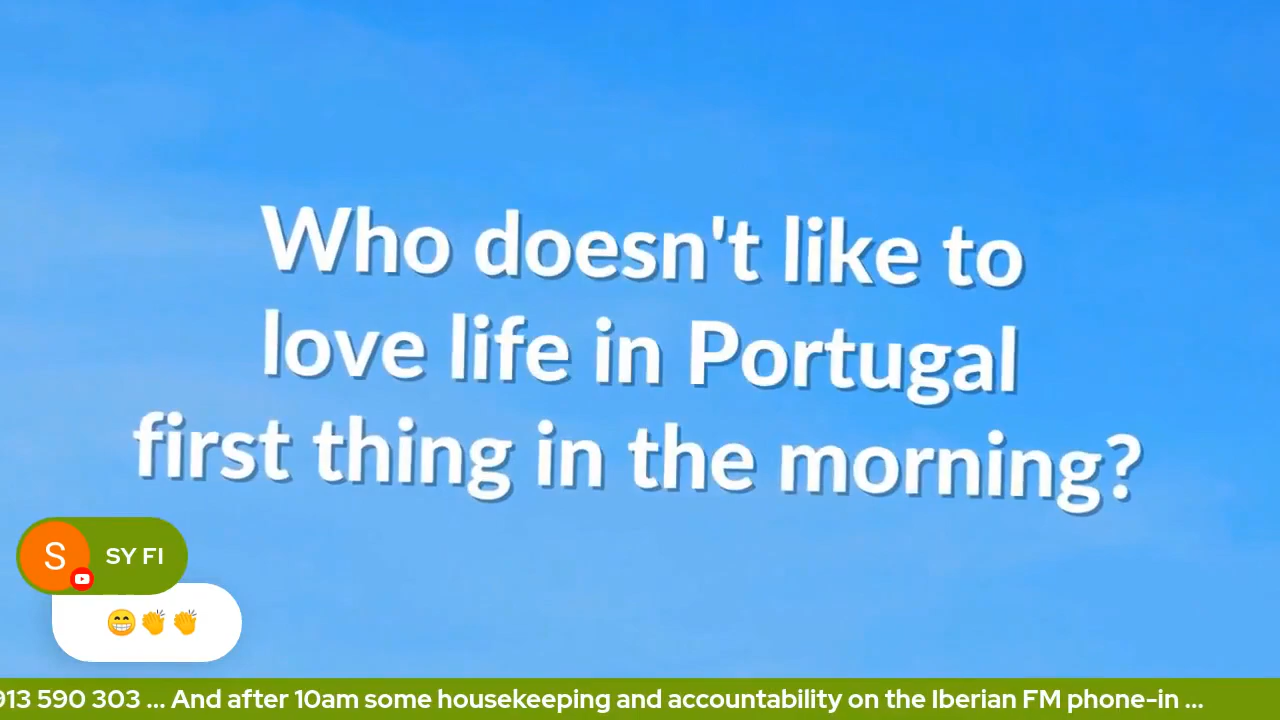 Who doesn't like to
love life in Portugal
first thing in the morning?
S
SY FI
😁👏👏
913 590 303 ... And after 10am some housekeeping and accountability on the Iberian FM phone-in ...